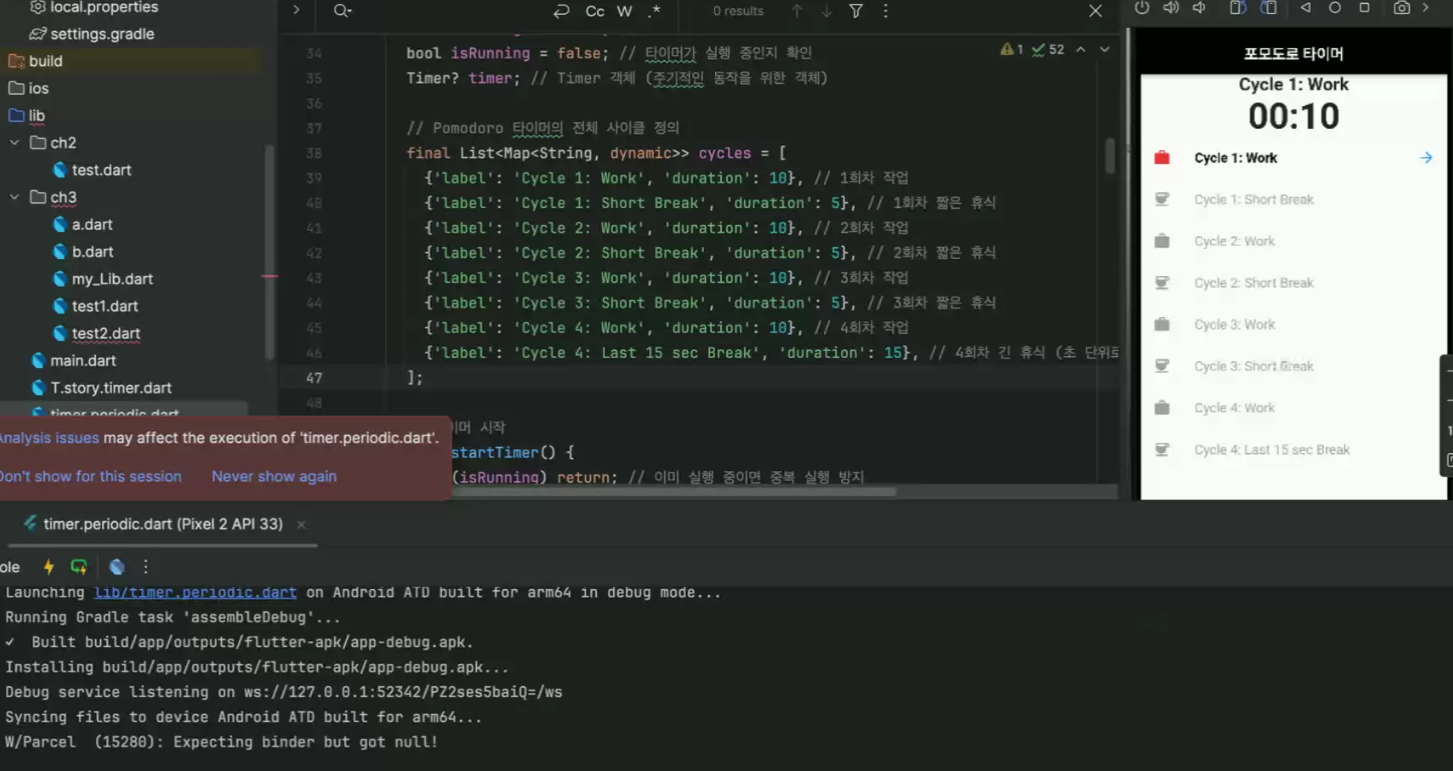 local.properties
settings.gradle
build
ios
lib
ch2
test.dart
ch3
a.dart
b.dart
my_Lib.dart
test1.dart
test2.dart
main.dart
T.story.timer.dart
timer.periodic.dart
Cc W .*
0 results
1 52
34 bool isRunning = false; // 타이머가 실행 중인지 확인
35 Timer? timer; // Timer 객체 (주기적인 동작을 위한 객체)
36
37 // Pomodoro 타이머의 전체 사이클 정의
38 final List<Map<String, dynamic>> cycles = [
39 {'label': 'Cycle 1: Work', 'duration': 10}, // 1회차 작업
40 {'label': 'Cycle 1: Short Break', 'duration': 5}, // 1회차 짧은 휴식
41 {'label': 'Cycle 2: Work', 'duration': 10}, // 2회차 작업
42 {'label': 'Cycle 2: Short Break', 'duration': 5}, // 2회차 짧은 휴식
43 {'label': 'Cycle 3: Work', 'duration': 10}, // 3회차 작업
44 {'label': 'Cycle 3: Short Break', 'duration': 5}, // 3회차 짧은 휴식
45 {'label': 'Cycle 4: Work', 'duration': 10}, // 4회차 작업
46 {'label': 'Cycle 4: Last 15 sec Break', 'duration': 15}, // 4회차 긴 휴식 (초 단위로
47 ];
48
이머 시작
startTimer() {
(isRunning) return; // 이미 실행 중이면 중복 실행 방지
Analysis issues may affect the execution of 'timer.periodic.dart'.
Don't show for this session Never show again
포모도로 타이머
Cycle 1: Work
00:10
Cycle 1: Work
Cycle 1: Short Break
Cycle 2: Work
Cycle 2: Short Break
Cycle 3: Work
Cycle 3: Short Break
Cycle 4: Work
Cycle 4: Last 15 sec Break
timer.periodic.dart (Pixel 2 API 33)
ole
Launching lib/timer.periodic.dart on Android ATD built for arm64 in debug mode...
Running Gradle task 'assembleDebug'...
✓ Built build/app/outputs/flutter-apk/app-debug.apk.
Installing build/app/outputs/flutter-apk/app-debug.apk...
Debug service listening on ws://127.0.0.1:52342/PZ2ses5baiQ=/ws
Syncing files to device Android ATD built for arm64...
W/Parcel (15280): Expecting binder but got null!